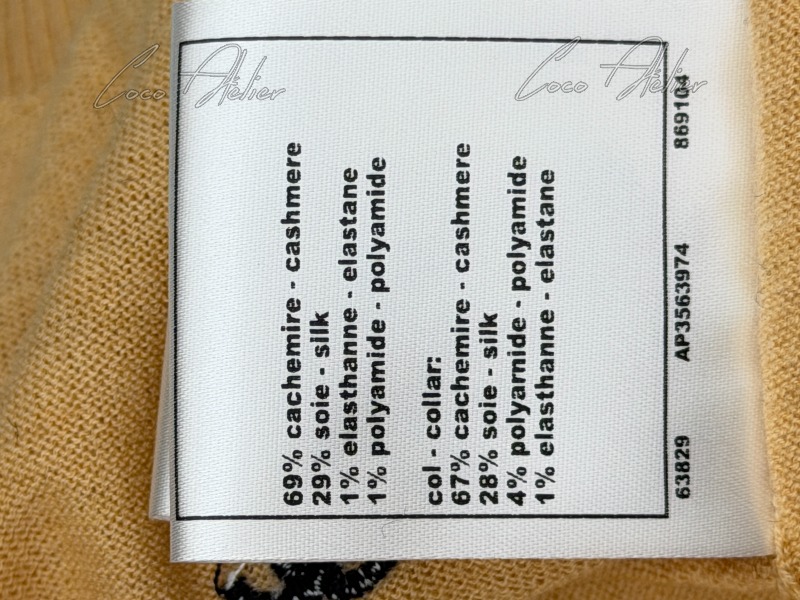 Coco Atelier
Coco Atelier
69% cachemire - cashmere
29% soie - silk
1% elasthanne - elastane
1% polyamide - polyamide
col - collar:
67% cachemire - cashmere
28% soie - silk
4% polyamide - polyamide
1% elasthanne - elastane
63829 AP3563974 869104